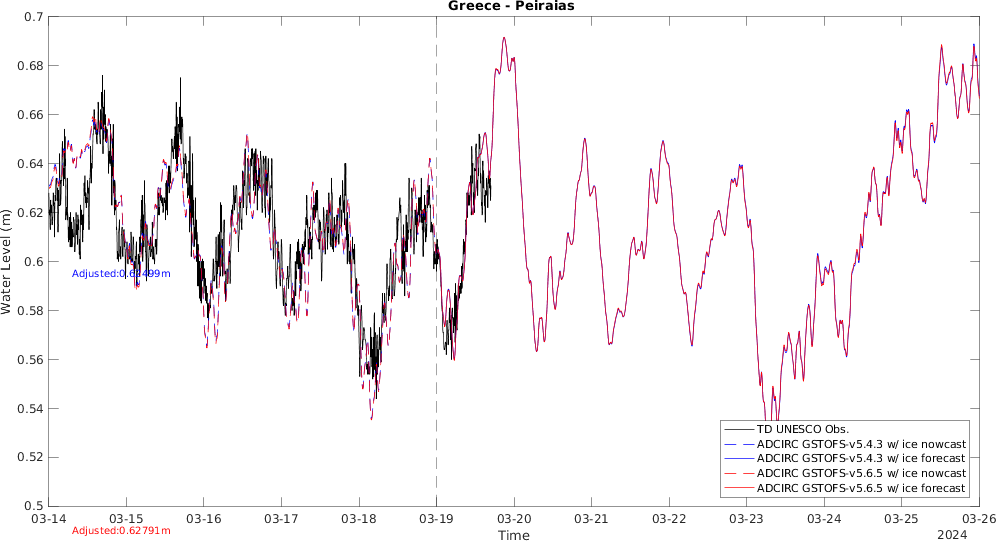 Greece - Peiraias
0.7
0.68
0.66
0.64
0.62
0.6
0.58
0.56
0.54
0.52
0.5
Water Level (m)
TD UNESCO Obs.
ADCIRC GSTOFS-v5.4.3 w/ ice nowcast
ADCIRC GSTOFS-v5.4.3 w/ ice forecast
ADCIRC GSTOFS-v5.6.5 w/ ice nowcast
ADCIRC GSTOFS-v5.6.5 w/ ice forecast
03-14 03-15 03-16 03-17 03-18 03-19 03-20 03-21 03-22 03-23 03-24 03-25 03-26
Adjusted:0.62791m
Time
2024